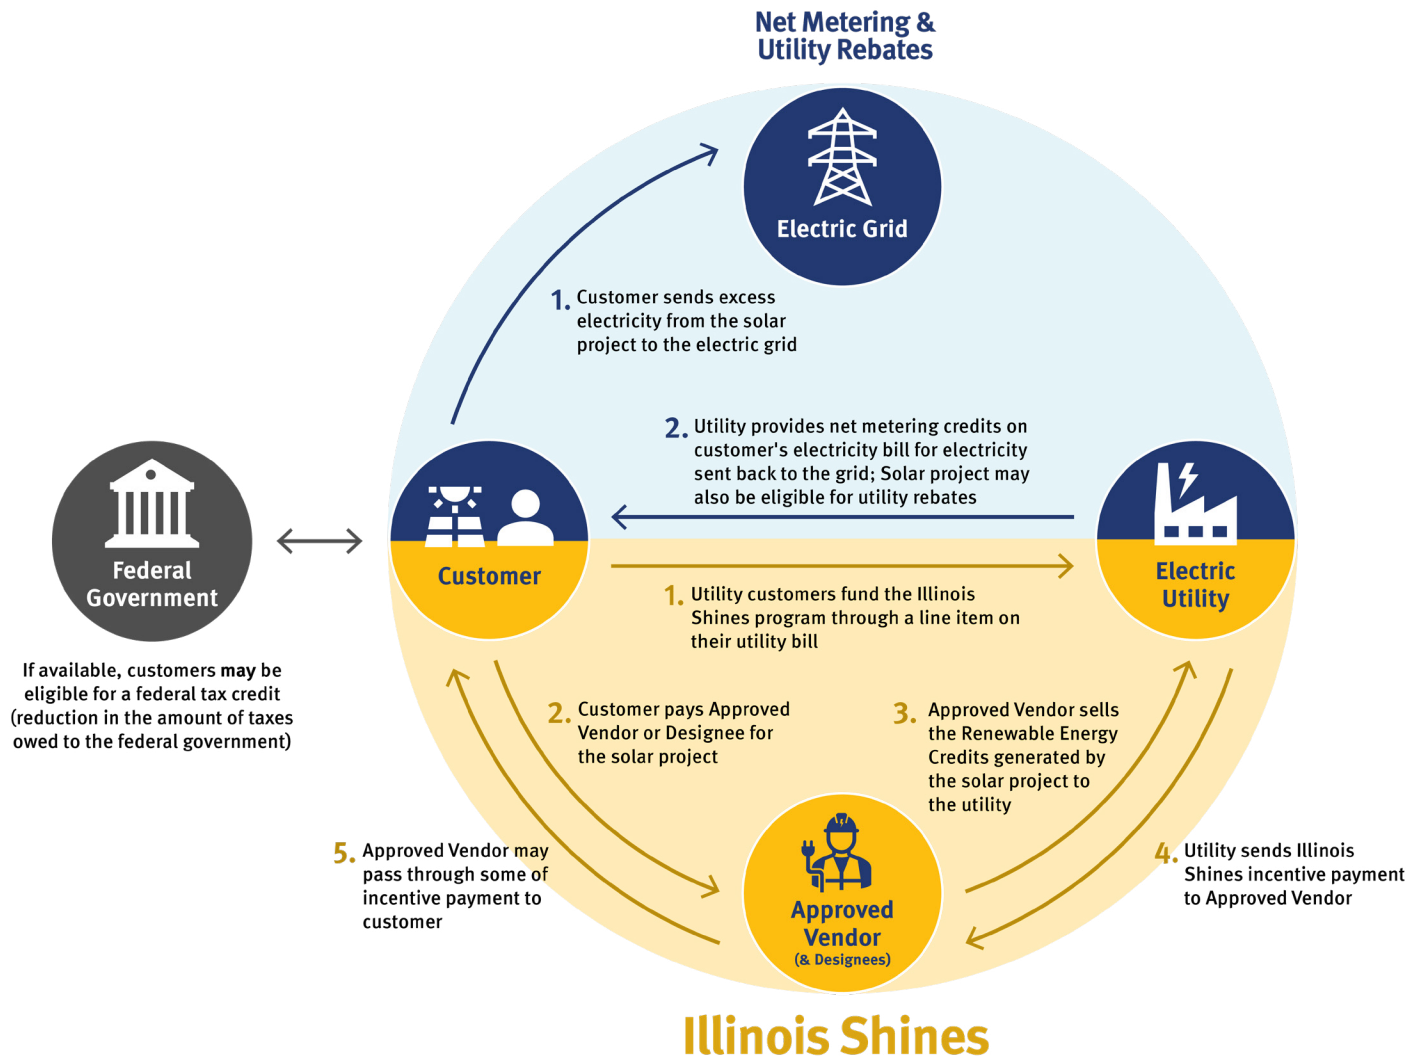 Net Metering &
Utility Rebates
Electric Grid
1. Customer sends excess
electricity from the solar
project to the electric grid
2. Utility provides net metering credits on
customer's electricity bill for electricity
sent back to the grid; Solar project may
also be eligible for utility rebates
Federal
Government
Customer
Electric
Utility
1. Utility customers fund the Illinois
Shines program through a line item on
their utility bill
If available, customers may be
eligible for a federal tax credit
(reduction in the amount of taxes
owed to the federal government)
2. Customer pays Approved
Vendor or Designee for
the solar project
3. Approved Vendor sells
the Renewable Energy
Credits generated by
the solar project to
the utility
5. Approved Vendor may
pass through some of
incentive payment to
customer
4. Utility sends Illinois
Shines incentive payment
to Approved Vendor
Approved
Vendor
(& Designees)
Illinois Shines